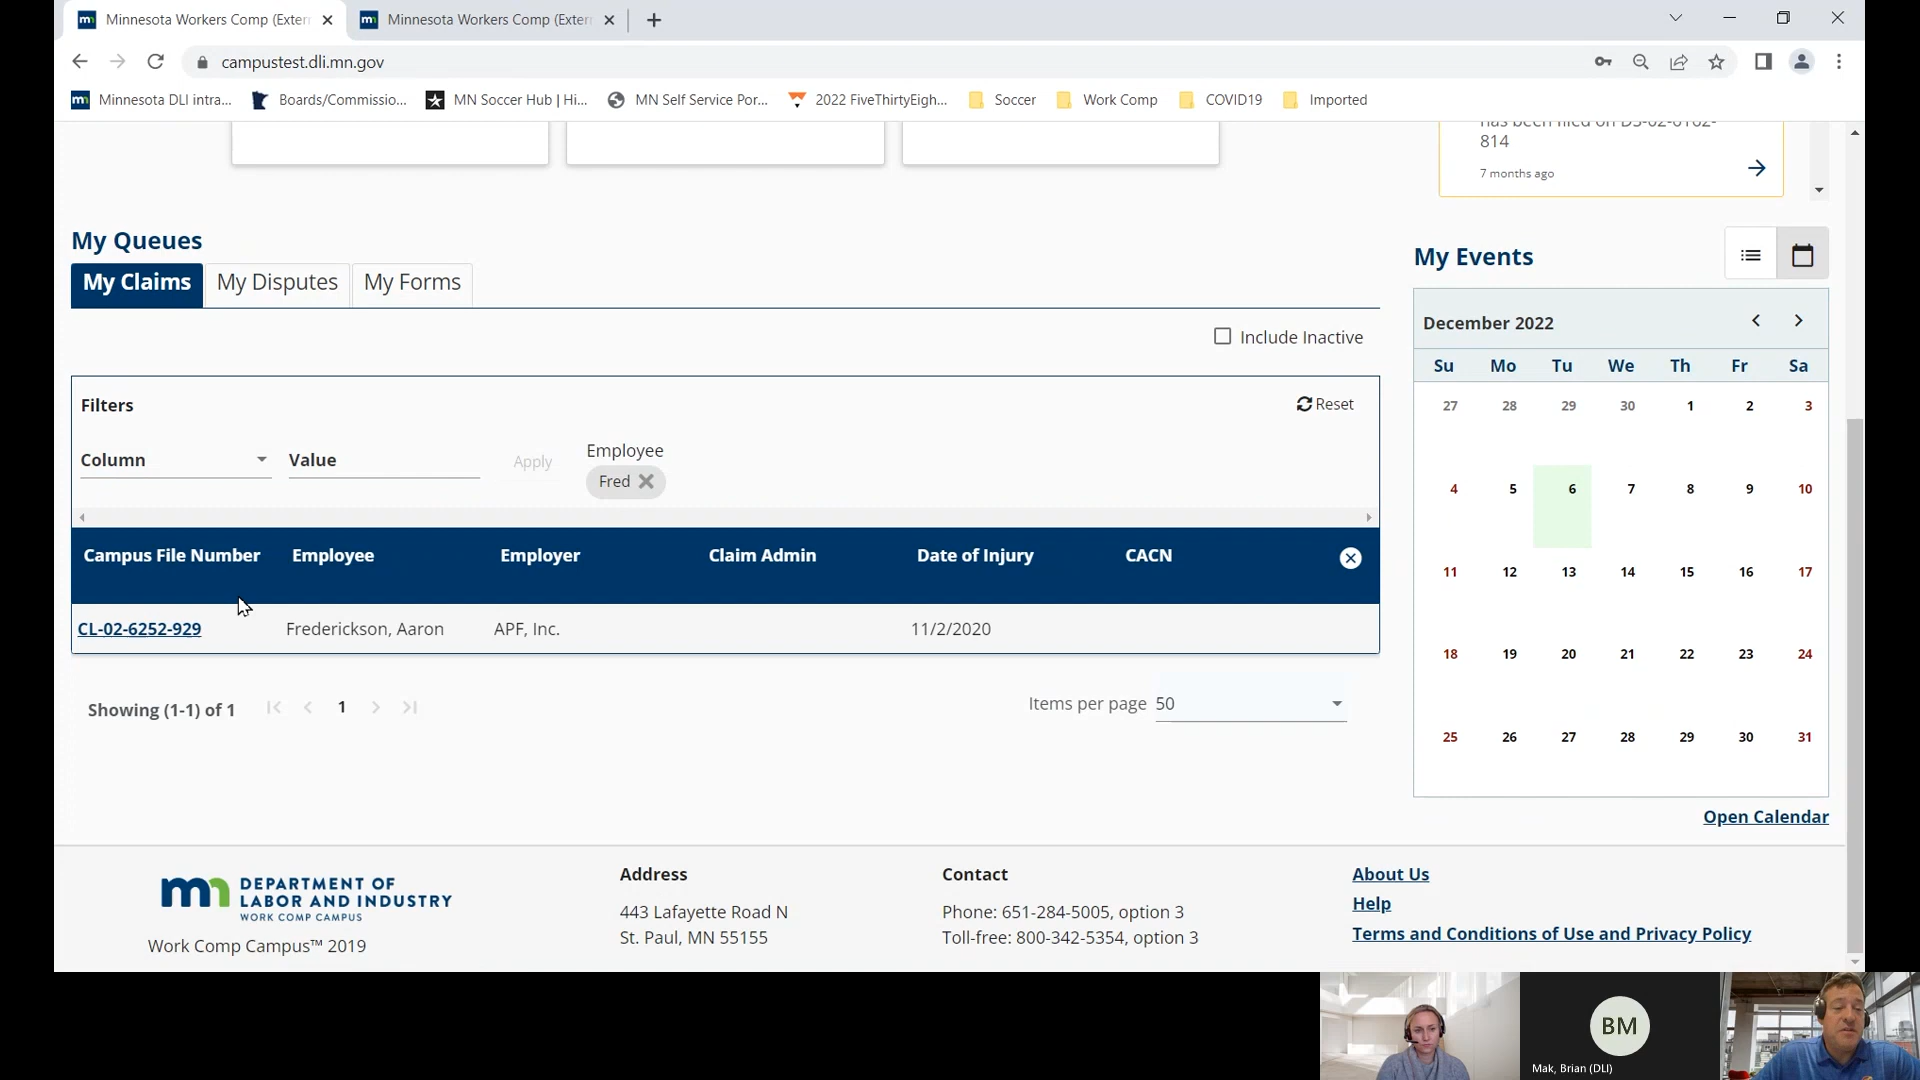 Minnesota Workers Comp (Exter
Minnesota Workers Comp (Exter
campustest.dli.mn.gov
Minnesota DLI intra...
Boards/Commissio...
MN Soccer Hub | Hi...
MN Self Service Por...
2022 FiveThirtyEigh...
Soccer
Work Comp
COVID19
Imported
has been filed on DS-02-6162-
814
7 months ago
My Queues
My Claims
My Disputes
My Forms
Include Inactive
Filters
Reset
Column
Value
Apply
Employee
Fred
Campus File Number Employee Employer Claim Admin Date of Injury CACN
CL-02-6252-929 Frederickson, Aaron APF, Inc. 11/2/2020
Showing (1-1) of 1
1
Items per page 50
My Events
December 2022
Su Mo Tu We Th Fr Sa
27 28 29 30 1 2 3
4 5 6 7 8 9 10
11 12 13 14 15 16 17
18 19 20 21 22 23 24
25 26 27 28 29 30 31
Open Calendar
mn DEPARTMENT OF
LABOR AND INDUSTRY
WORK COMP CAMPUS
Work Comp Campus™ 2019
Address
443 Lafayette Road N
St. Paul, MN 55155
Contact
Phone: 651-284-5005, option 3
Toll-free: 800-342-5354, option 3
About Us
Help
Terms and Conditions of Use and Privacy Policy
BM
Mak, Brian (DLI)